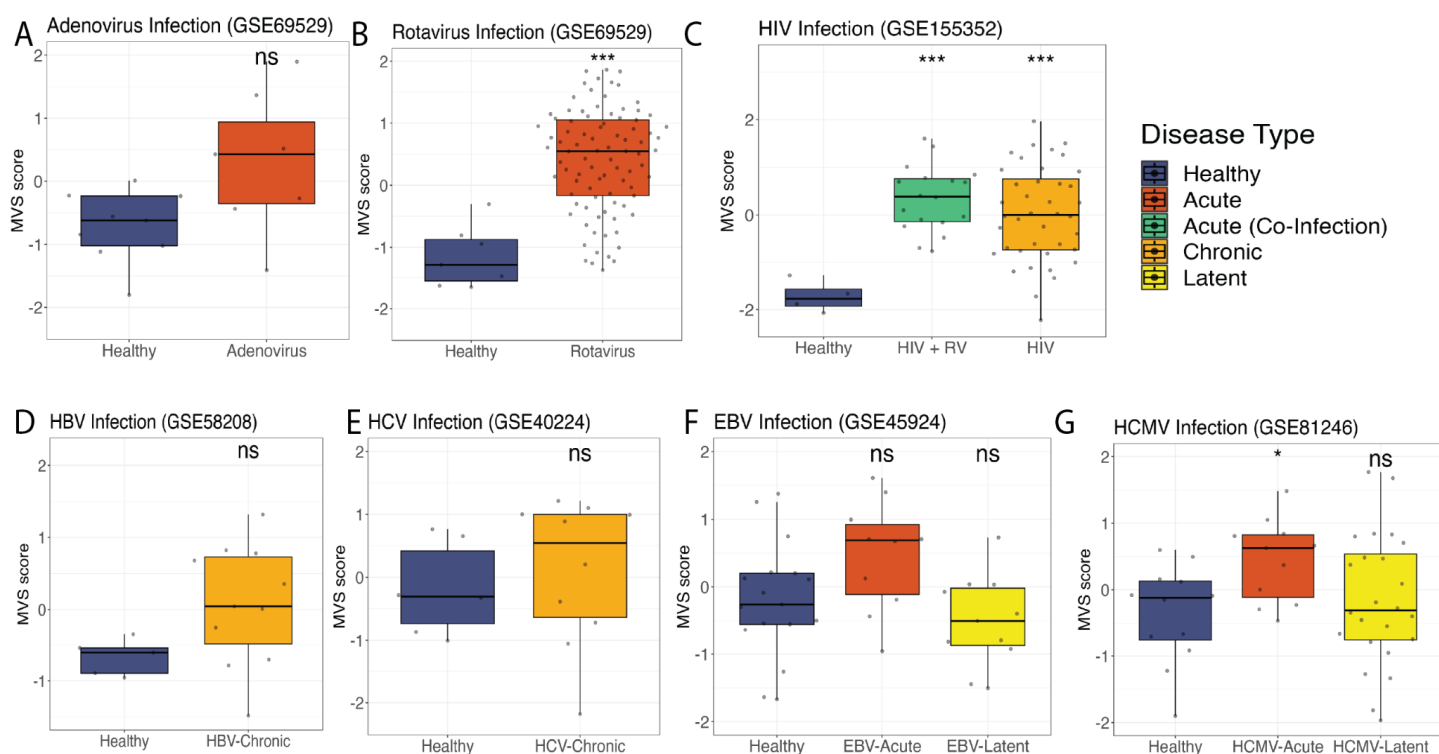 A Adenovirus Infection (GSE69529)
MVS score
2
1
0
-1
-2
ns
Healthy Adenovirus
B Rotavirus Infection (GSE69529)
MVS score
2
1
0
-1
-2
***
Healthy Rotavirus
C HIV Infection (GSE155352)
MVS score
2
0
-2
*** ***
Healthy HIV + RV HIV
Disease Type
Healthy
Acute
Acute (Co-Infection)
Chronic
Latent
D HBV Infection (GSE58208)
MVS score
2
1
0
-1
ns
Healthy HBV-Chronic
E HCV Infection (GSE40224)
MVS score
2
1
0
-1
-2
ns
Healthy HCV-Chronic
F EBV Infection (GSE45924)
MVS score
2
1
0
-1
-2
ns ns
Healthy EBV-Acute EBV-Latent
G HCMV Infection (GSE81246)
MVS score
2
1
0
-1
-2
* ns
Healthy HCMV-Acute HCMV-Latent